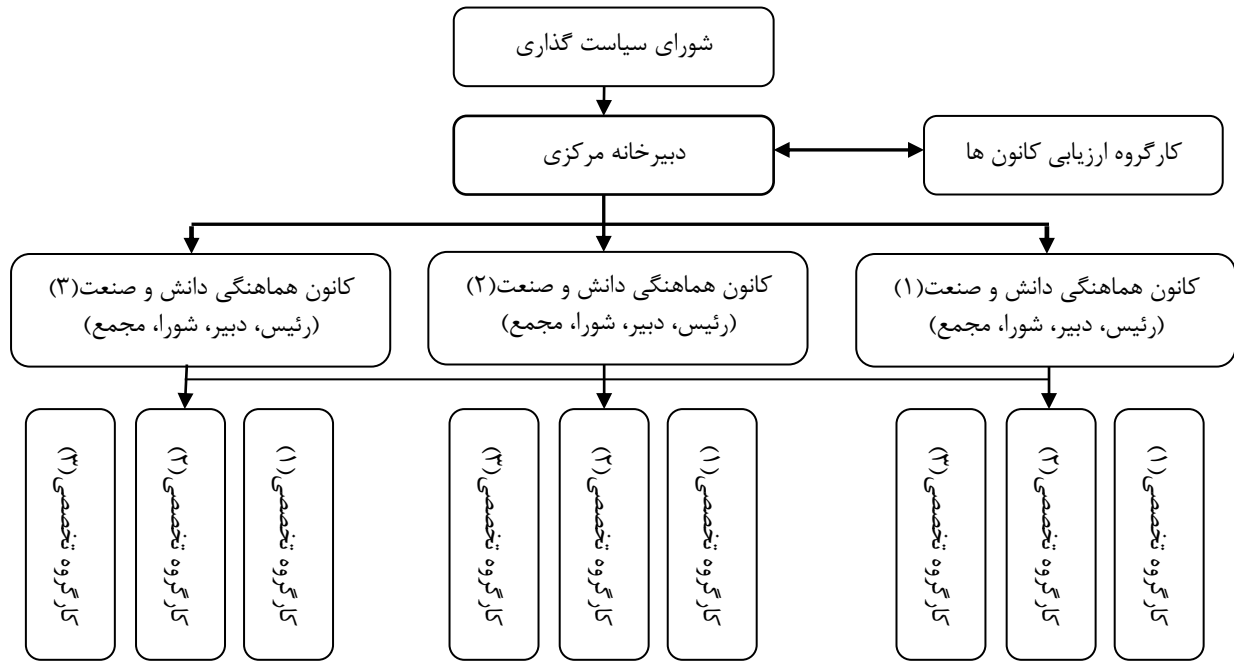 شورای سیاست گذاری
دبیرخانه مرکزی
کارگروه ارزیابی کانون ها
کانون هماهنگی دانش و صنعت(۱)
(رئیس، دبیر، شورا، مجمع)
کانون هماهنگی دانش و صنعت(۲)
(رئیس، دبیر، شورا، مجمع)
کانون هماهنگی دانش و صنعت(۳)
(رئیس، دبیر، شورا، مجمع)
کارگروه تخصصی(۱)
کارگروه تخصصی(۲)
کارگروه تخصصی(۳)
کارگروه تخصصی(۱)
کارگروه تخصصی(۲)
کارگروه تخصصی(۳)
کارگروه تخصصی(۱)
کارگروه تخصصی(۲)
کارگروه تخصصی(۳)